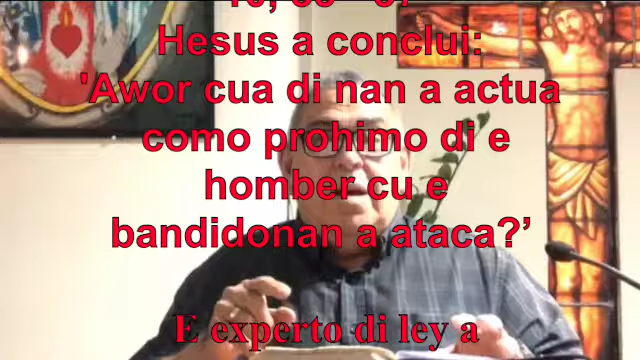 Hesus a conclui:
'Awor cua di nan a actua
como prohimo di e
homber cu e
bandidonan a ataca?’
E experto di ley a